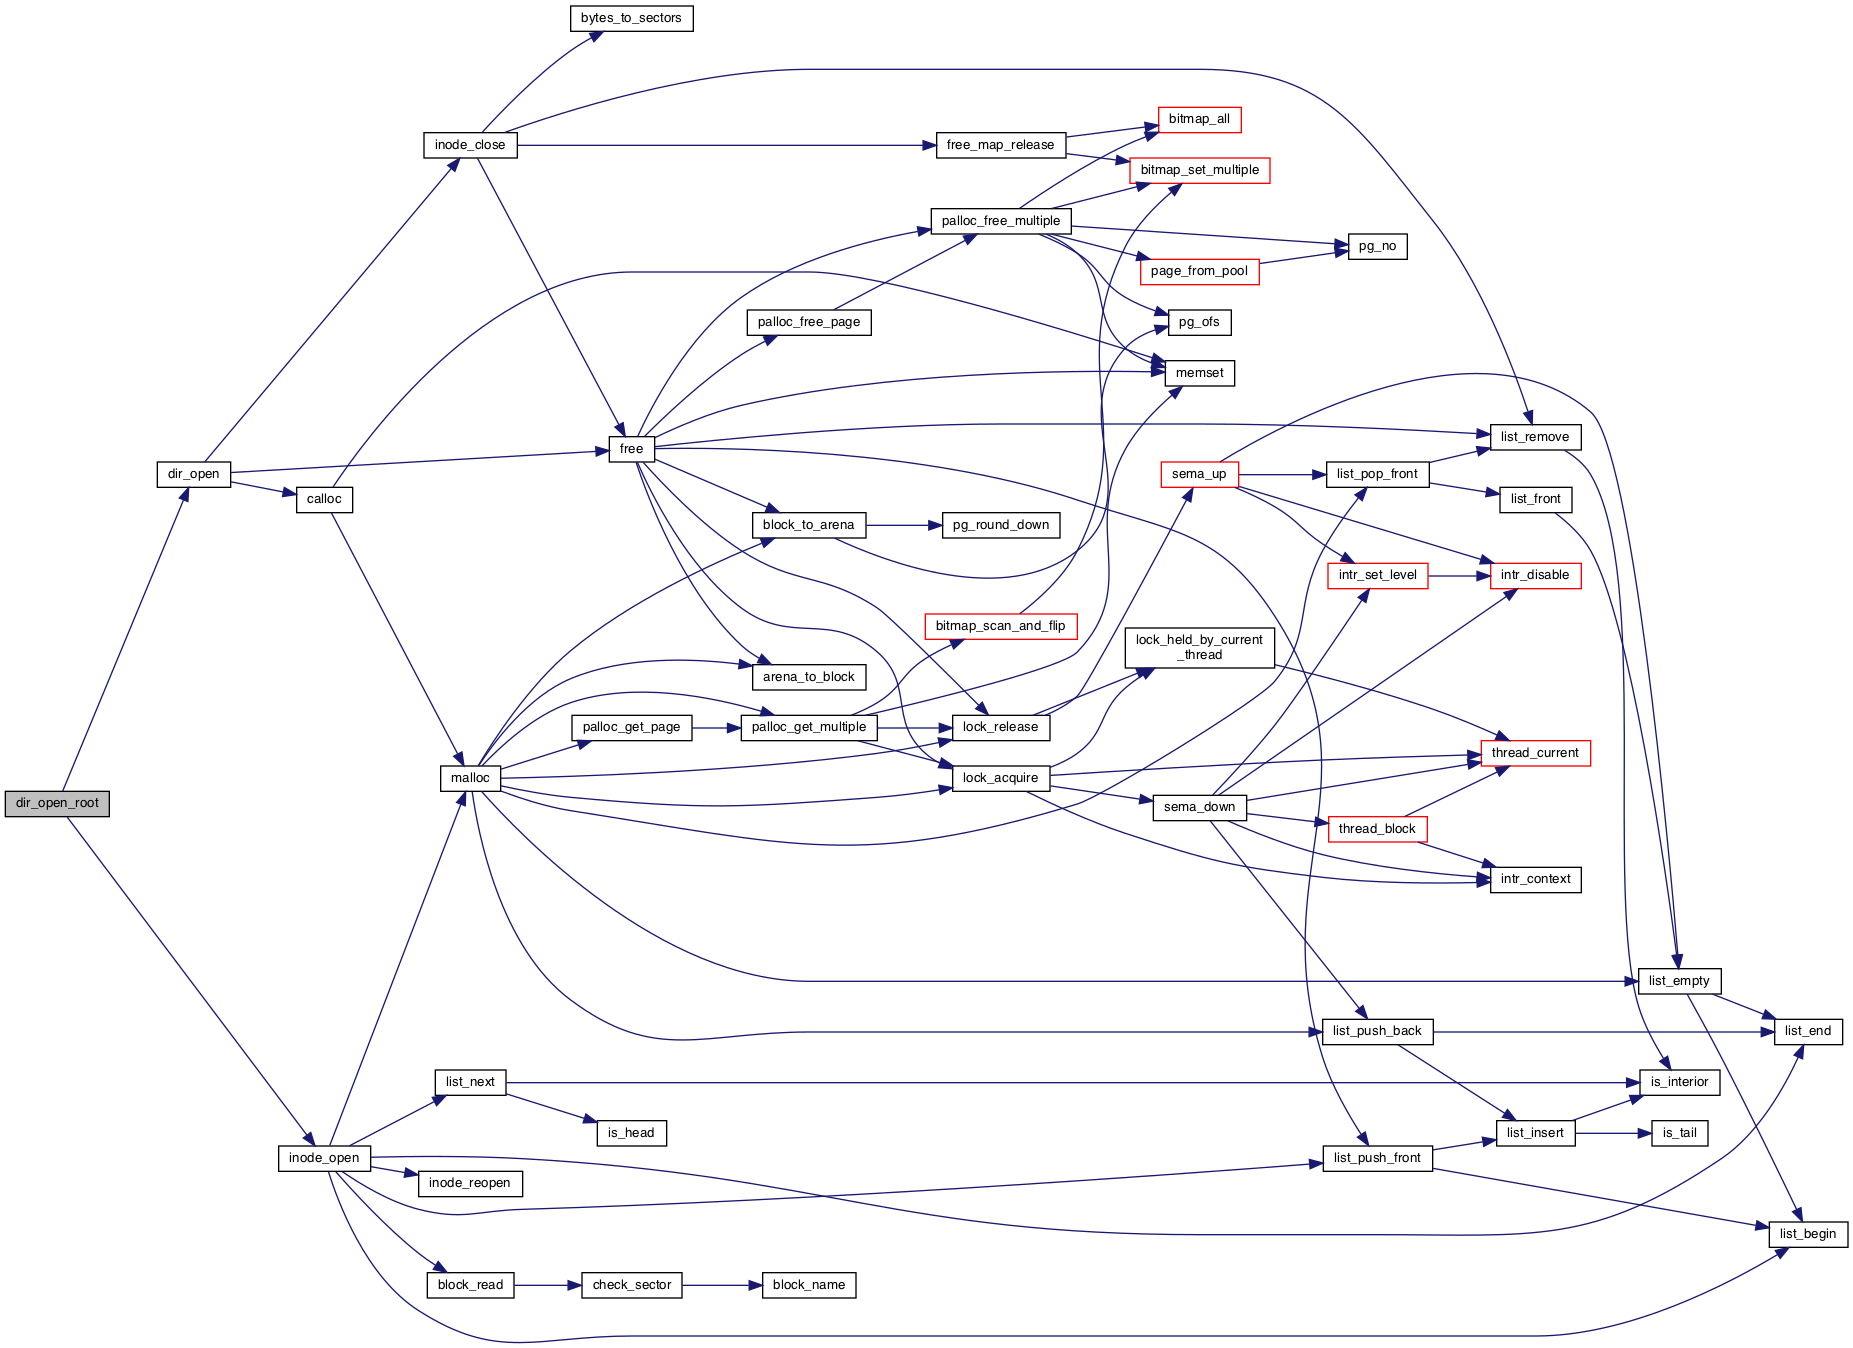 bytes_to_sectors
bitmap_all
inode_close
free_map_release
bitmap_set_multiple
palloc_free_multiple
pg_no
page_from_pool
palloc_free_page
pg_ofs
memset
list_remove
free
dir_open
sema_up
list_pop_front
calloc
list_front
block_to_arena
pg_round_down
intr_set_level
intr_disable
bitmap_scan_and_flip
lock_held_by_current
_thread
arena_to_block
palloc_get_page
palloc_get_multiple
lock_release
thread_current
malloc
lock_acquire
dir_open_root
sema_down
thread_block
intr_context
list_empty
list_push_back
list_end
list_next
is_interior
is_head
list_insert
is_tail
inode_open
list_push_front
inode_reopen
list_begin
block_read
check_sector
block_name